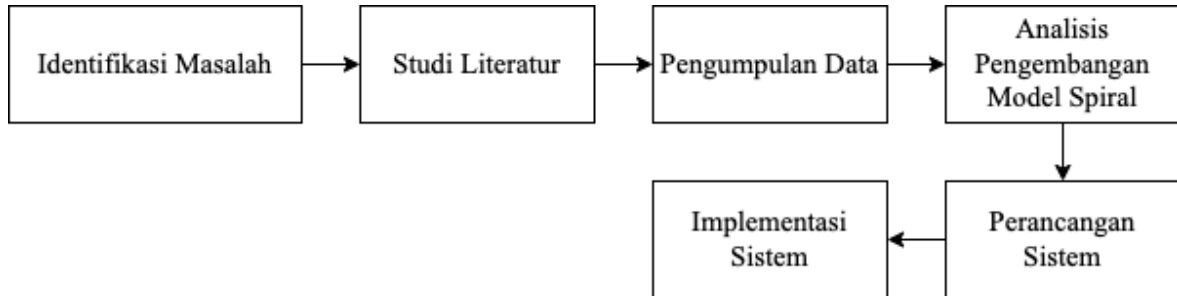 Identifikasi Masalah
Studi Literatur
Pengumpulan Data
Analisis
Pengembangan
Model Spiral
Perancangan
Sistem
Implementasi
Sistem